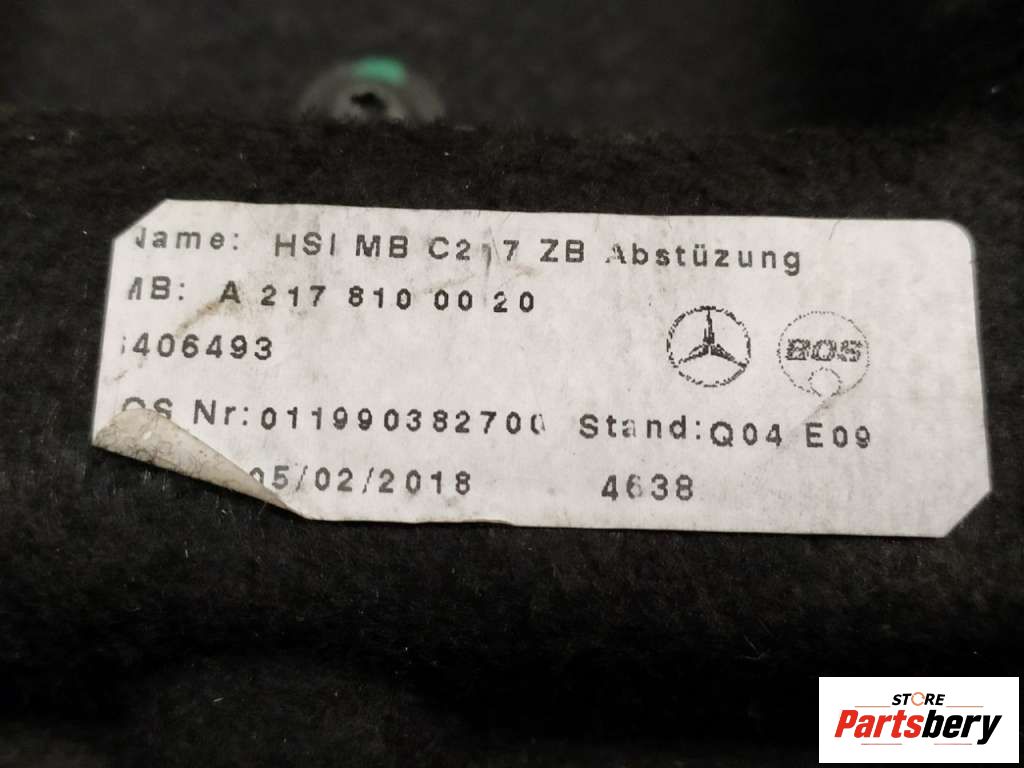 Name: HSI MB C217 ZB Abstüzung
MB: A 217 810 00 20
406493
BOS
OS Nr:011990382700 Stand:Q04 E09
05/02/2018 4638
STORE
Partsbery